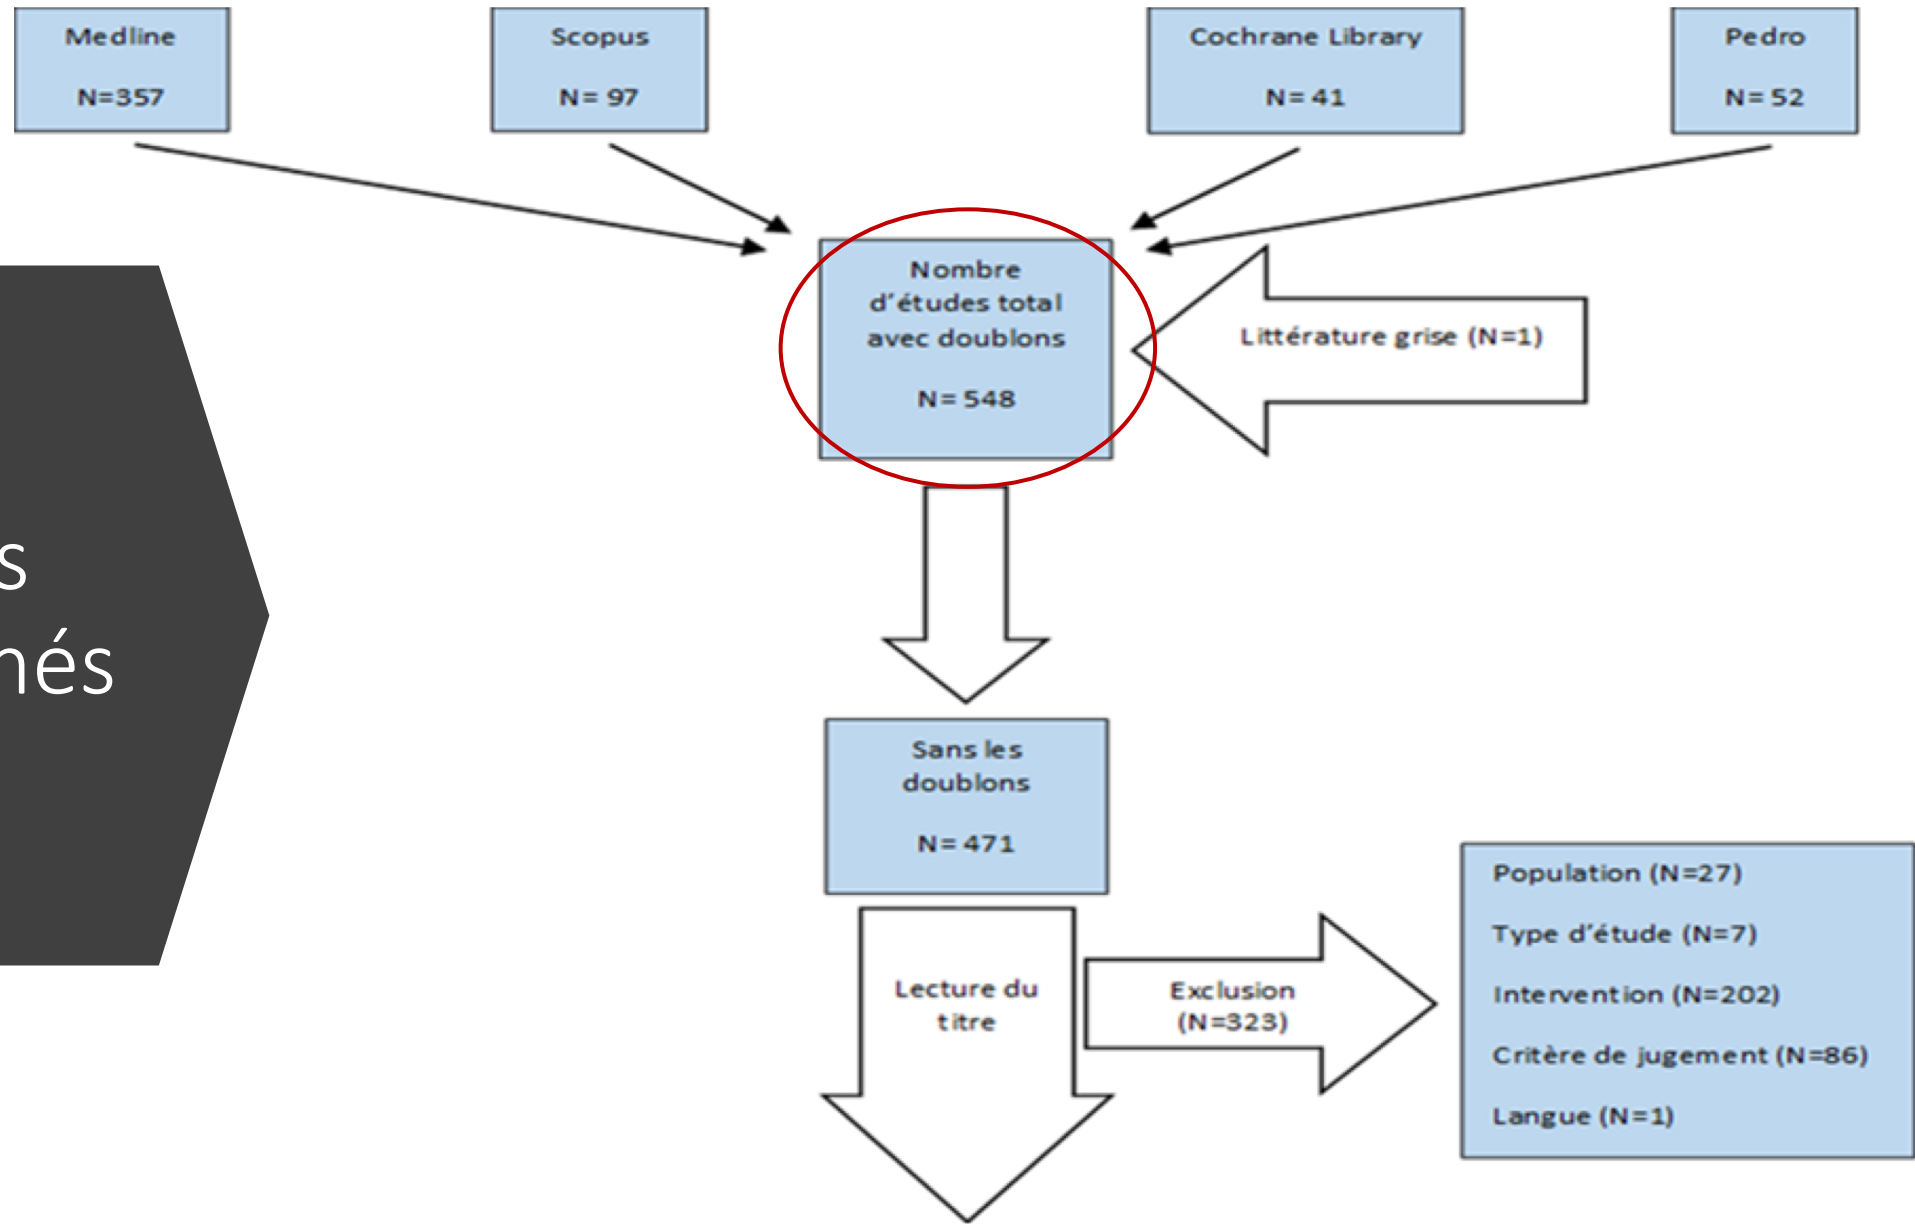 Medline
N=357
Scopus
N= 97
Cochrane Library
N= 41
Pedro
N= 52
Nombre
d'études total
avec doublons
N= 548
Littérature grise (N=1)
Sans les
doublons
N= 471
Lecture du
titre
Exclusion
(N=323)
Population (N=27)
Type d'étude (N=7)
Intervention (N=202)
Critère de jugement (N=86)
Langue (N=1)